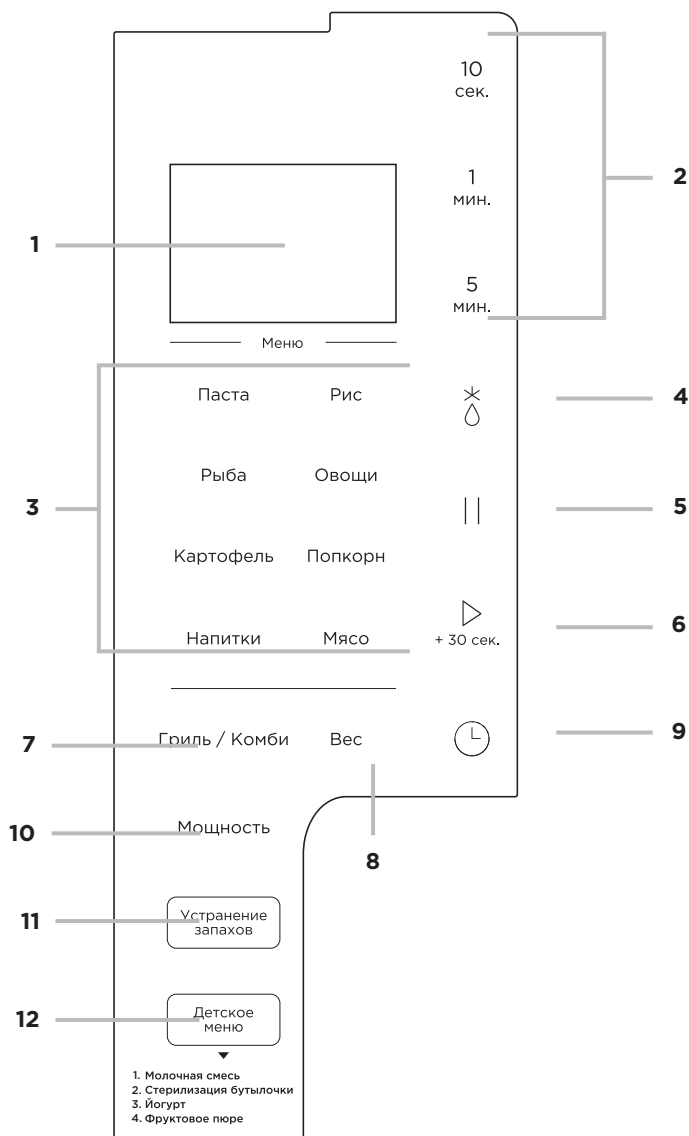 10
сек.
2
1
мин.
1
5
мин.
Меню
Паста Рис
4
Рыба Овощи
3
5
Картофель Попкорн
6
+ 30 сек.
Напитки Мясо
7
Гриль / Комби Вес
9
10
Мощность
8
11
Устранение
запахов
12
Детское
меню
1. Молочная смесь
2. Стерилизация бутылочки
3. Йогурт
4. Фруктовое пюре